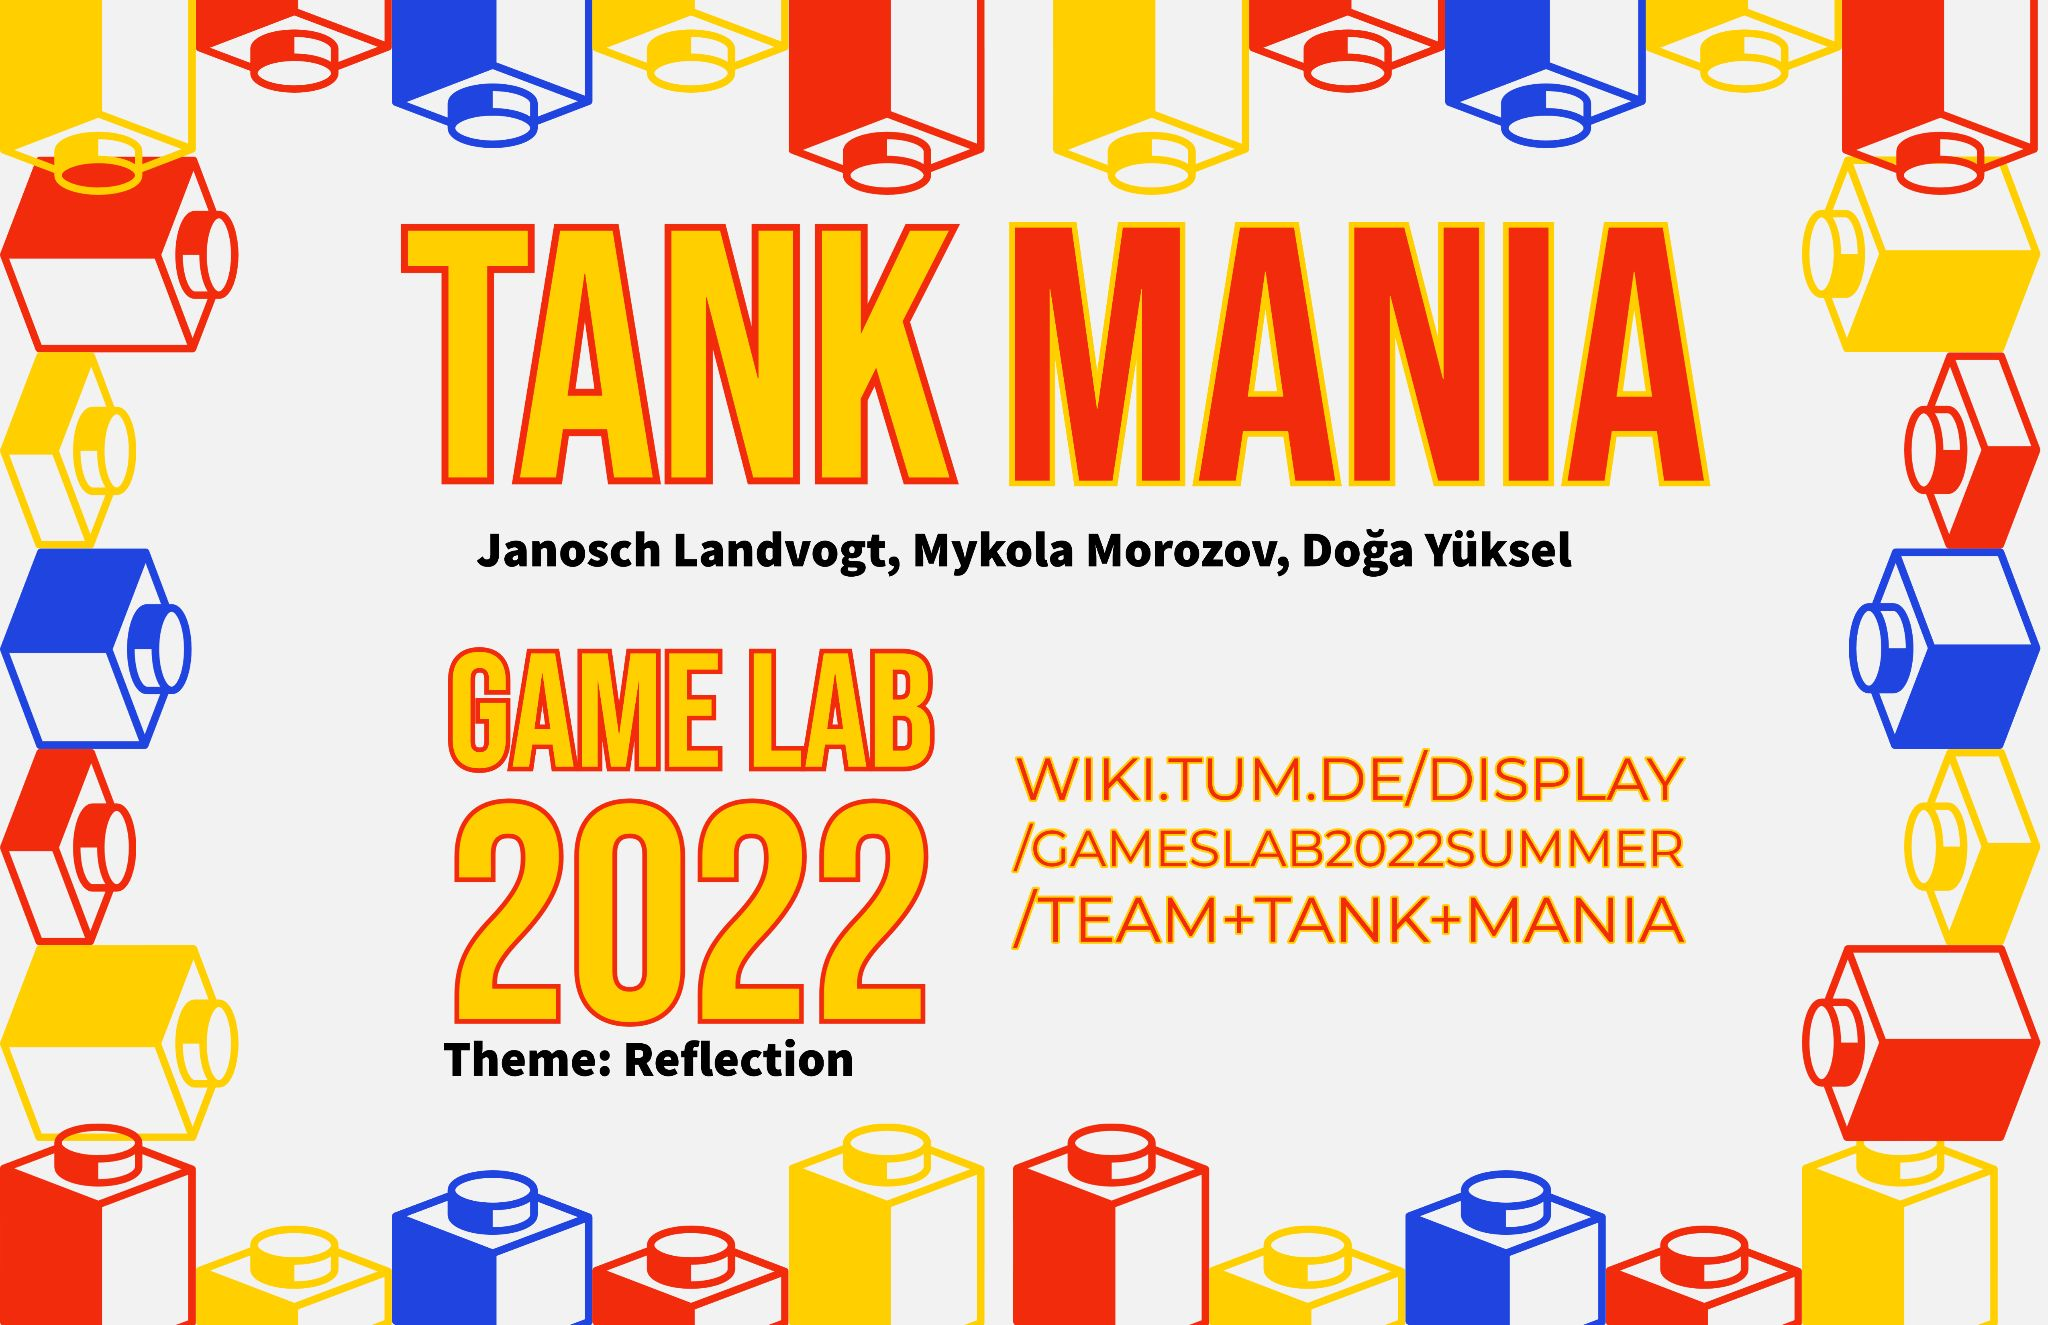 TANK MANIA
Janosch Landvogt, Mykola Morozov, Doğa Yüksel
GAME LAB
2022
Theme: Reflection
WIKI.TUM.DE/DISPLAY
/GAMESLAB2022SUMMER
/TEAM+TANK+MANIA